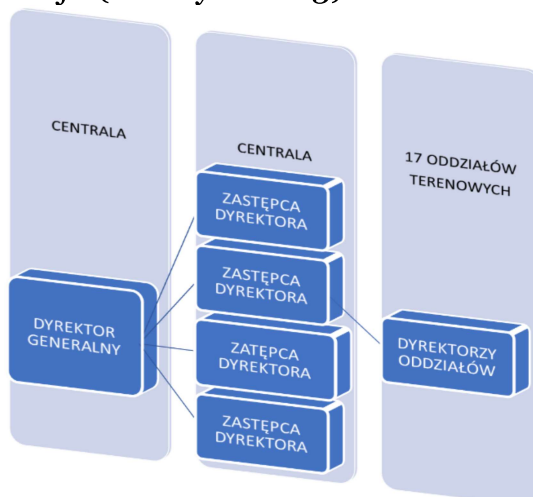 CENTRALA
DYREKTOR
GENERALNY
CENTRALA
ZASTĘPCA
DYREKTORA
ZASTĘPCA
DYREKTORA
ZATĘPCA
DYREKTORA
ZASTĘPCA
DYREKTORA
17 ODDZIAŁÓW
TERENOWYCH
DYREKTORZY
ODDZIAŁÓW